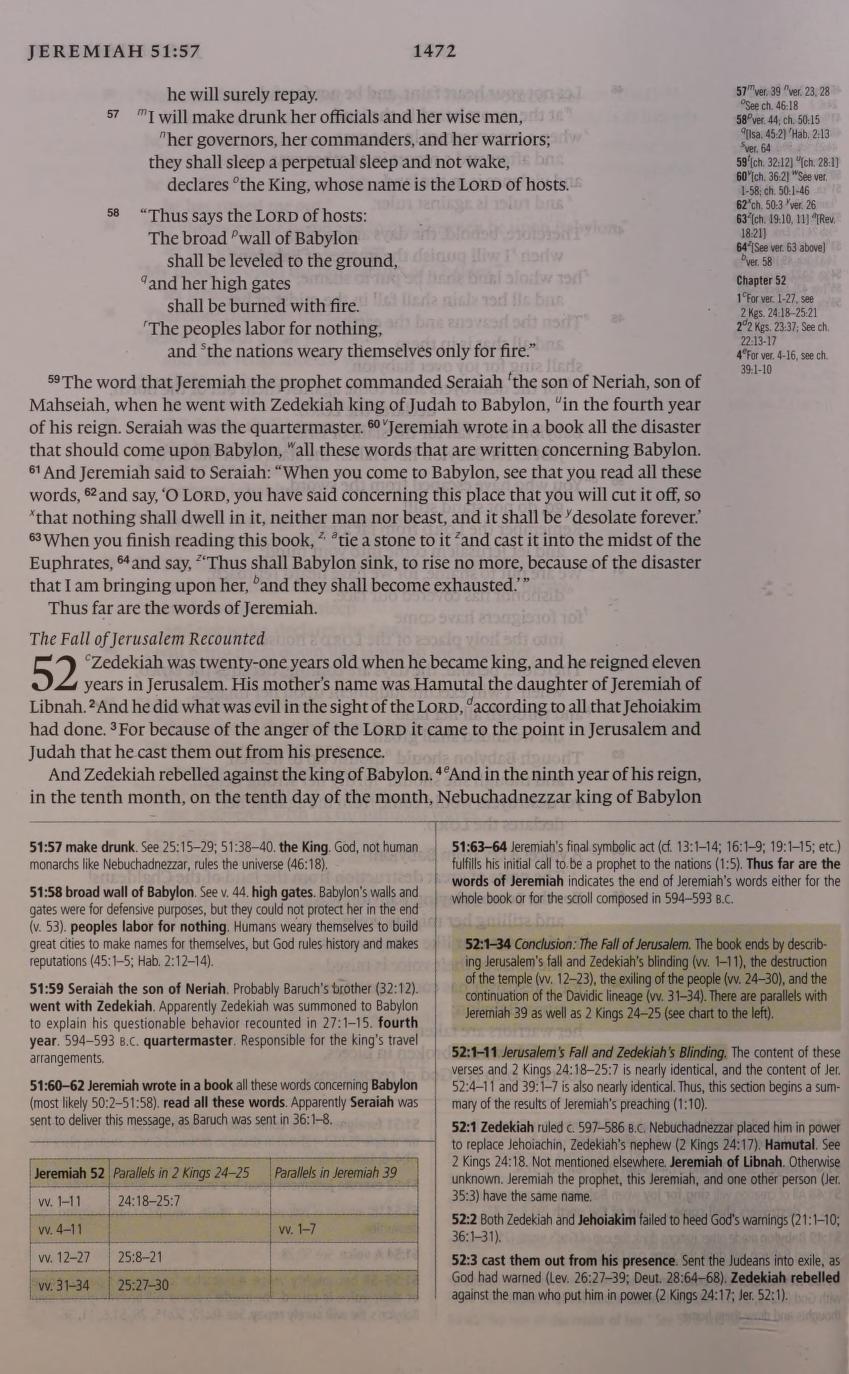 JEREMIAH 51:57
1472
he will surely repay.
57 ᵐI will make drunk her officials and her wise men,
ⁿher governors, her commanders, and her warriors;
they shall sleep a perpetual sleep and not wake,
declares ᵒthe King, whose name is the LORD of hosts.
58 “Thus says the LORD of hosts:
The broad ᵖwall of Babylon
shall be leveled to the ground,
qand her high gates
shall be burned with fire.
ʳThe peoples labor for nothing,
and ˢthe nations weary themselves only for fire.”
59 The word that Jeremiah the prophet commanded Seraiah ᵗthe son of Neriah, son of
Mahseiah, when he went with Zedekiah king of Judah to Babylon, ᵘin the fourth year
of his reign. Seraiah was the quartermaster. 60 ᵛJeremiah wrote in a book all the disaster
that should come upon Babylon, ʷall these words that are written concerning Babylon.
61 And Jeremiah said to Seraiah: “When you come to Babylon, see that you read all these
words, 62 and say, ‘O LORD, you have said concerning this place that you will cut it off, so
ˣthat nothing shall dwell in it, neither man nor beast, and it shall be ʸdesolate forever.’
63 When you finish reading this book, ᶻ ᵃtie a stone to it ᶻand cast it into the midst of the
Euphrates, 64 and say, ᶻ‘Thus shall Babylon sink, to rise no more, because of the disaster
that I am bringing upon her, ᵇand they shall become exhausted.’”
Thus far are the words of Jeremiah.
The Fall of Jerusalem Recounted
52 ᶜZedekiah was twenty-one years old when he became king, and he reigned eleven
years in Jerusalem. His mother’s name was Hamutal the daughter of Jeremiah of
Libnah. 2 And he did what was evil in the sight of the LORD, ᵈaccording to all that Jehoiakim
had done. 3 For because of the anger of the LORD it came to the point in Jerusalem and
Judah that he cast them out from his presence.
And Zedekiah rebelled against the king of Babylon. 4 ᵉAnd in the ninth year of his reign,
in the tenth month, on the tenth day of the month, Nebuchadnezzar king of Babylon
57ᵐver. 39 ⁿver. 23, 28
ᵒSee ch. 46:18
58ᵖver. 44; ch. 50:15
q[Isa. 45:2] ʳHab. 2:13
ˢver. 64
59ᵗ[ch. 32:12] ᵘ[ch. 28:1]
60ᵛ[ch. 36:2] ʷSee ver.
1-58; ch. 50:1-46
62ˣch. 50:3 ʸver. 26
63ᶻ[ch. 19:10, 11] ᵃ[Rev.
18:21]
64ᶻ[See ver. 63 above]
ᵇver. 58
Chapter 52
1ᶜFor ver. 1-27, see
2 Kgs. 24:18–25:21
2ᵈ2 Kgs. 23:37; See ch.
22:13-17
4ᵉFor ver. 4-16, see ch.
39:1-10
51:57 make drunk. See 25:15–29; 51:38–40. the King. God, not human
monarchs like Nebuchadnezzar, rules the universe (46:18).
51:58 broad wall of Babylon. See v. 44. high gates. Babylon’s walls and
gates were for defensive purposes, but they could not protect her in the end
(v. 53). peoples labor for nothing. Humans weary themselves to build
great cities to make names for themselves, but God rules history and makes
reputations (45:1–5; Hab. 2:12–14).
51:59 Seraiah the son of Neriah. Probably Baruch’s brother (32:12).
went with Zedekiah. Apparently Zedekiah was summoned to Babylon
to explain his questionable behavior recounted in 27:1–15. fourth
year. 594–593 B.C. quartermaster. Responsible for the king’s travel
arrangements.
51:60–62 Jeremiah wrote in a book all these words concerning Babylon
(most likely 50:2–51:58). read all these words. Apparently Seraiah was
sent to deliver this message, as Baruch was sent in 36:1–8.
Jeremiah 52 Parallels in 2 Kings 24–25 Parallels in Jeremiah 39
vv. 1–11 24:18–25:7
vv. 4–11 vv. 1–7
vv. 12–27 25:8–21
vv. 31–34 25:27–30
51:63–64 Jeremiah’s final symbolic act (cf. 13:1–14; 16:1–9; 19:1–15; etc.)
fulfills his initial call to be a prophet to the nations (1:5). Thus far are the
words of Jeremiah indicates the end of Jeremiah’s words either for the
whole book or for the scroll composed in 594–593 B.C.
52:1–34 Conclusion: The Fall of Jerusalem. The book ends by describ-
ing Jerusalem’s fall and Zedekiah’s blinding (vv. 1–11), the destruction
of the temple (vv. 12–23), the exiling of the people (vv. 24–30), and the
continuation of the Davidic lineage (vv. 31–34). There are parallels with
Jeremiah 39 as well as 2 Kings 24–25 (see chart to the left).
52:1–11 Jerusalem’s Fall and Zedekiah’s Blinding. The content of these
verses and 2 Kings 24:18–25:7 is nearly identical, and the content of Jer.
52:4–11 and 39:1–7 is also nearly identical. Thus, this section begins a sum-
mary of the results of Jeremiah’s preaching (1:10).
52:1 Zedekiah ruled c. 597–586 B.C. Nebuchadnezzar placed him in power
to replace Jehoiachin, Zedekiah’s nephew (2 Kings 24:17). Hamutal. See
2 Kings 24:18. Not mentioned elsewhere. Jeremiah of Libnah. Otherwise
unknown. Jeremiah the prophet, this Jeremiah, and one other person (Jer.
35:3) have the same name.
52:2 Both Zedekiah and Jehoiakim failed to heed God’s warnings (21:1–10;
36:1–31).
52:3 cast them out from his presence. Sent the Judeans into exile, as
God had warned (Lev. 26:27–39; Deut. 28:64–68). Zedekiah rebelled
against the man who put him in power (2 Kings 24:17; Jer. 52:1).